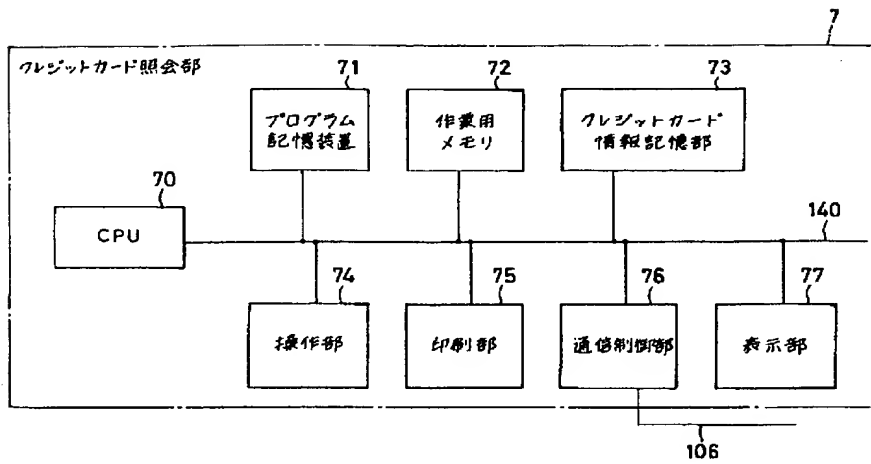 7
クレジットカード照会部
71
72
73
プログラム
記憶装置
作業用
メモリ
クレジットカード
情報記憶部
70
CPU
140
74
75
76
77
操作部
印刷部
通信制御部
表示部
106